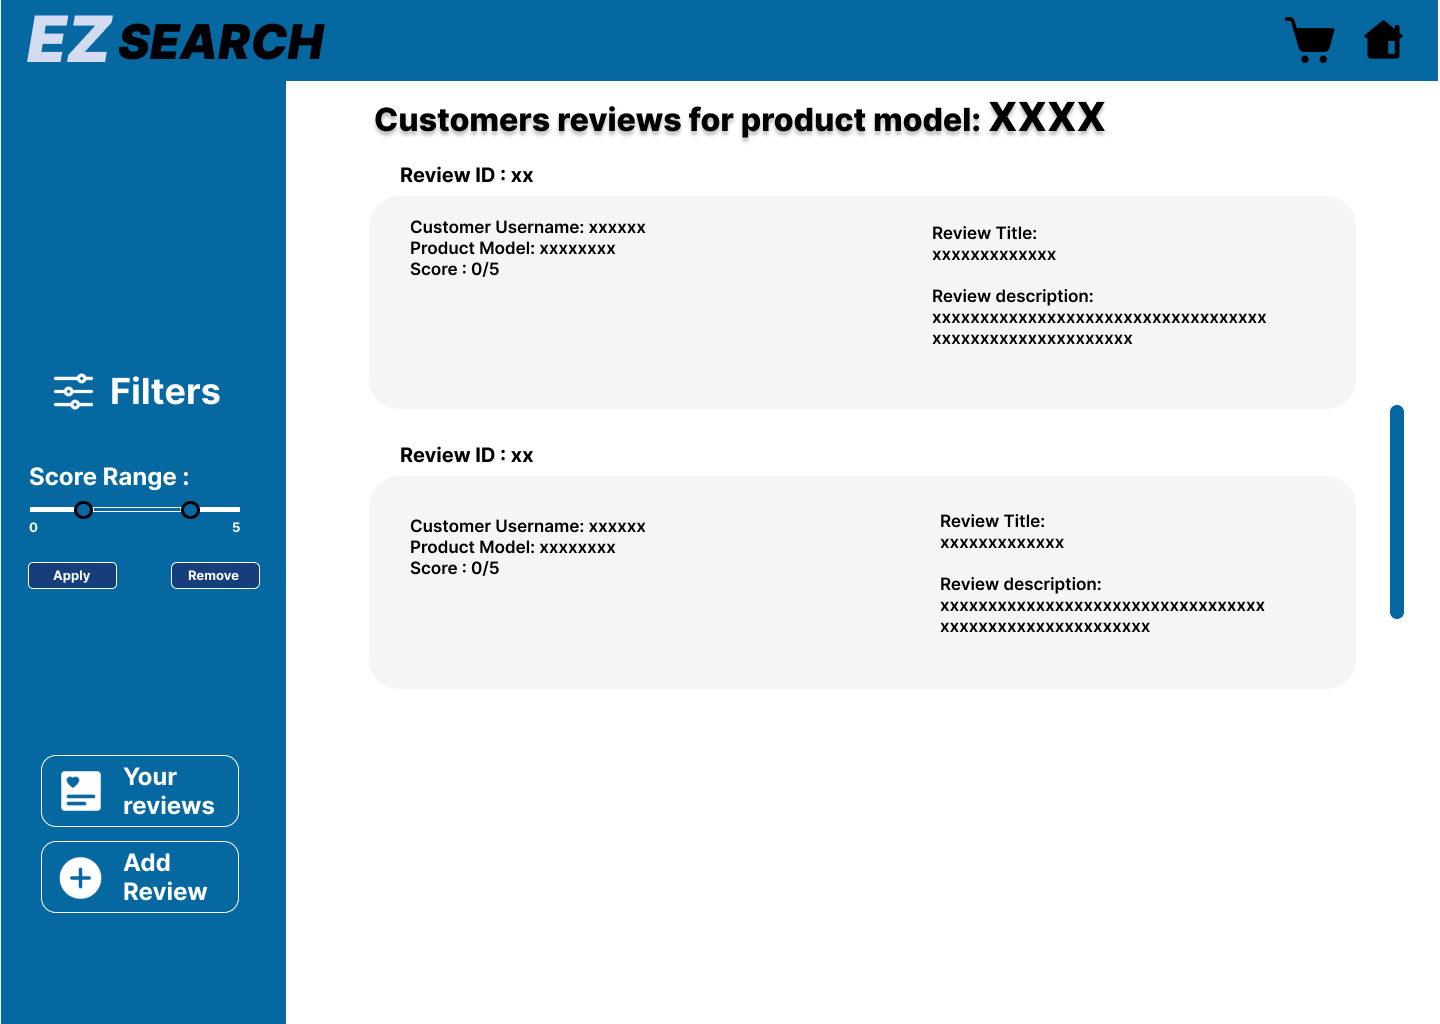 EZ SEARCH
Customers reviews for product model: XXXX
Filters
Score Range :
0 5
Apply Remove
Your
reviews
Add
Review
Review ID : xx
Customer Username: xxxxxx
Product Model: xxxxxxxx
Score : 0/5
Review Title:
xxxxxxxxxxxxx
Review description:
xxxxxxxxxxxxxxxxxxxxxxxxxxxxxxxxxxx
xxxxxxxxxxxxxxxxxxxxx
Review ID : xx
Customer Username: xxxxxx
Product Model: xxxxxxxx
Score : 0/5
Review Title:
xxxxxxxxxxxxx
Review description:
xxxxxxxxxxxxxxxxxxxxxxxxxxxxxxxxxx
xxxxxxxxxxxxxxxxxxxxxx